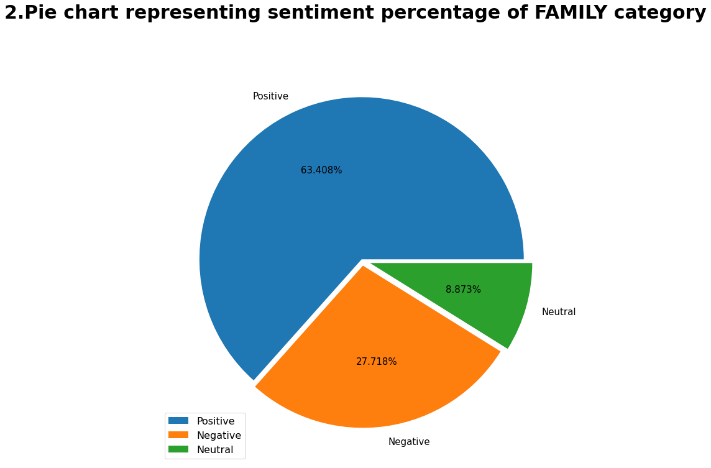 2.Pie chart representing sentiment percentage of FAMILY category
Positive
63.408%
8.873%
Neutral
27.718%
Negative
Positive
Negative
Neutral